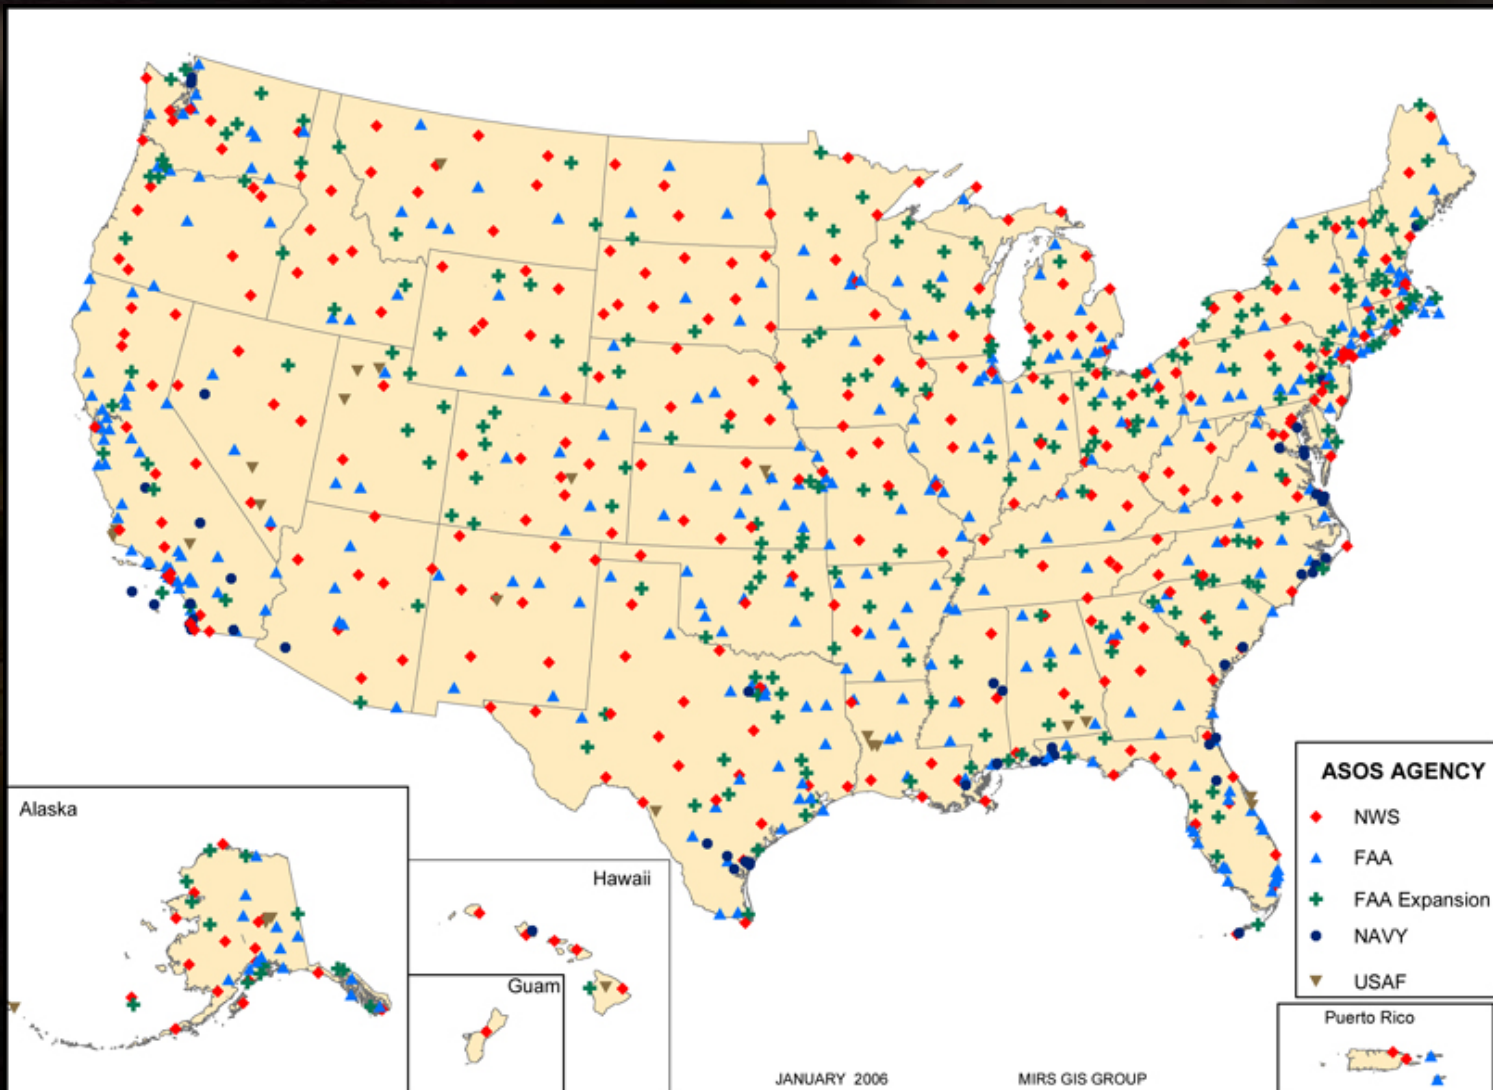 Alaska
Hawaii
Guam
ASOS AGENCY
NWS
FAA
FAA Expansion
NAVY
USAF
Puerto Rico
JANUARY 2006
MIRS GIS GROUP